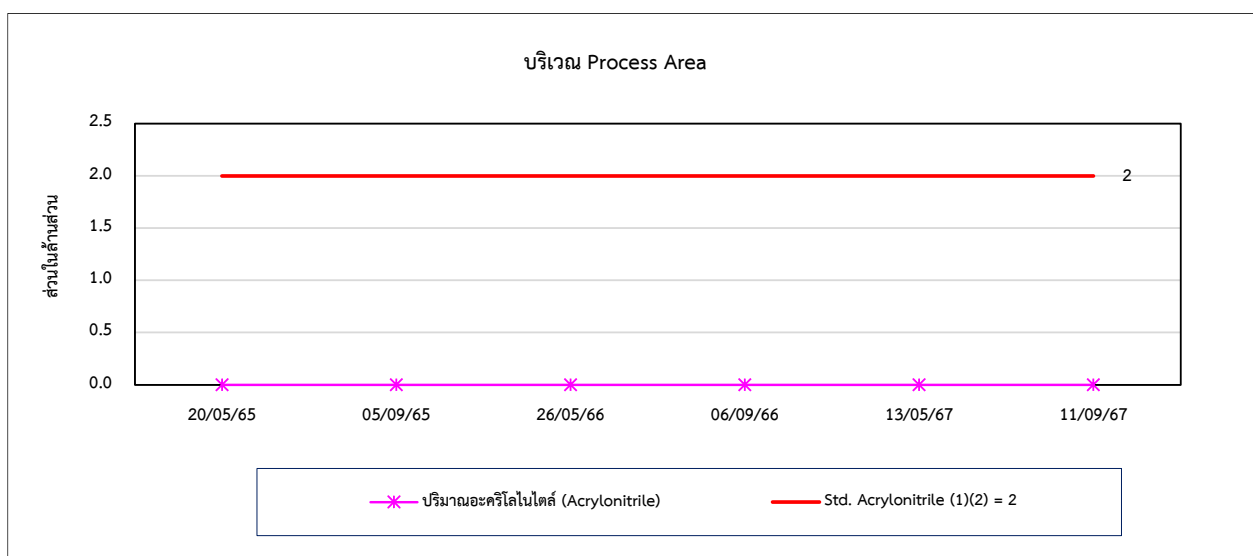 บริเวณ Process Area
2.5
2.0
1.5
1.0
0.5
0.0
ส่วนในล้านส่วน
2
20/05/65 05/09/65 26/05/66 06/09/66 13/05/67 11/09/67
ปริมาณอะคริโลไนไตล์ (Acrylonitrile) Std. Acrylonitrile (1)(2) = 2